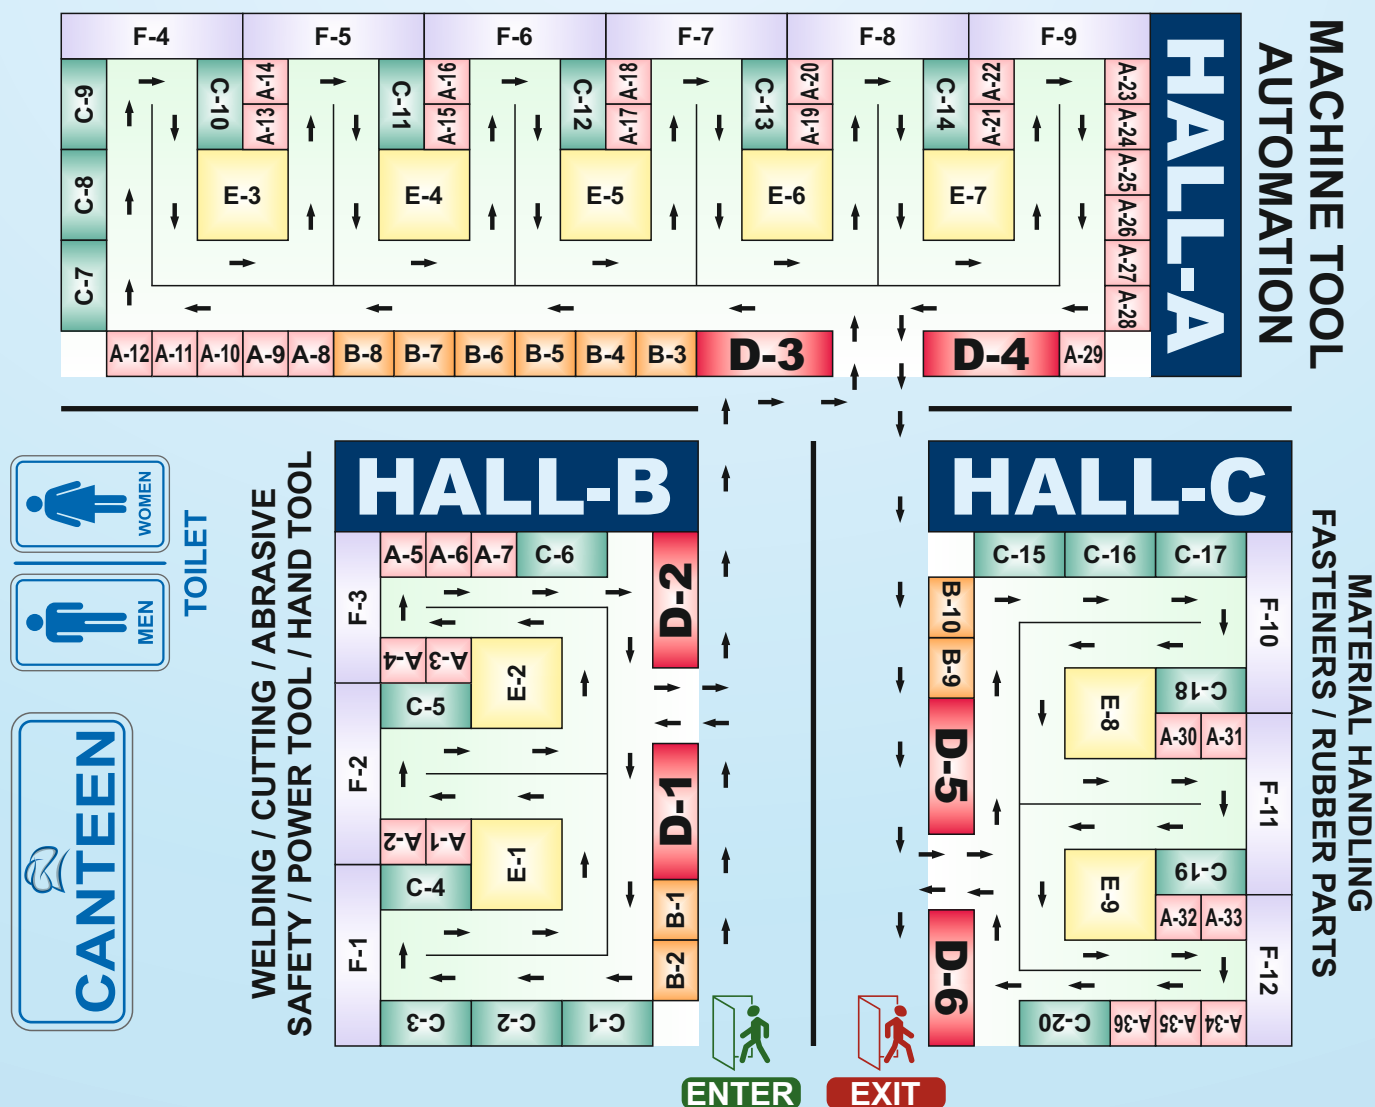 F-4
F-5
F-6
F-7
F-8
F-9
C-9
C-8
C-7
C-10
A-14
A-13
E-3
C-11
A-16
A-15
E-4
C-12
A-18
A-17
E-5
C-13
A-20
A-19
E-6
C-14
A-22
A-21
E-7
A-23
A-24
A-25
A-26
A-27
A-28
A-12
A-11
A-10
A-9
A-8
B-8
B-7
B-6
B-5
B-4
B-3
D-3
D-4
A-29
HALL-A
MACHINE TOOL
AUTOMATION
WOMEN
MEN
TOILET
CANTEEN
WELDING / CUTTING / ABRASIVE
SAFETY / POWER TOOL / HAND TOOL
HALL-B
A-5
A-6
A-7
C-6
F-3
F-2
F-1
A-4
A-3
C-5
E-2
A-2
A-1
C-4
E-1
D-2
D-1
B-1
B-2
C-3
C-2
C-1
HALL-C
C-15
C-16
C-17
B-10
B-9
D-5
D-6
F-10
F-11
F-12
E-8
C-18
A-30
A-31
E-9
C-19
A-32
A-33
C-20
A-36
A-35
A-34
MATERIAL HANDLING
FASTENERS / RUBBER PARTS
ENTER
EXIT